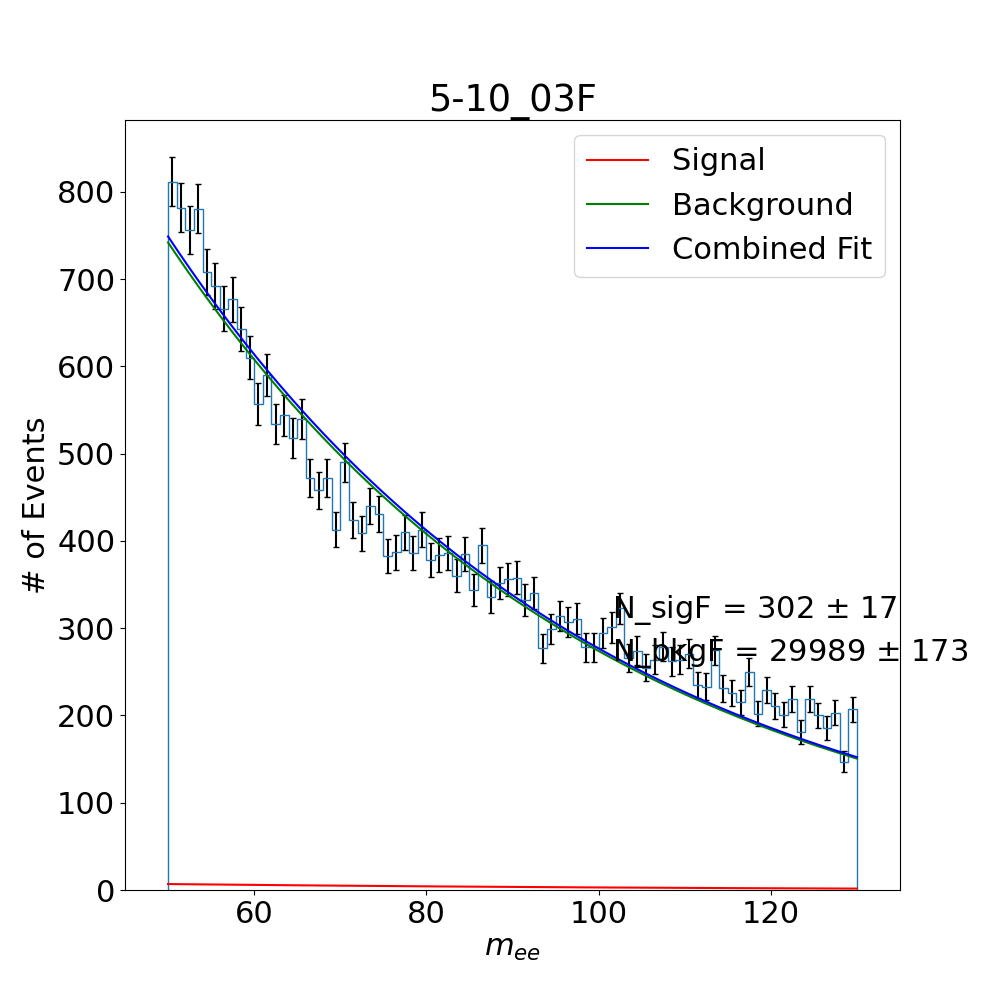 5-10_03F
Signal
Background
Combined Fit
# of Events
800
700
600
500
400
300
200
100
0
N_sigF = 302 ± 17
N_bkgF = 29989 ± 173
60 80 100 120
m_ee